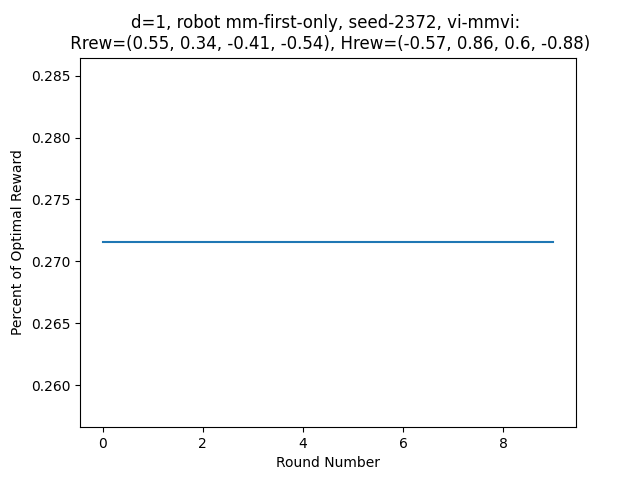 d=1, robot mm-first-only, seed-2372, vi-mmvi:
Rrew=(0.55, 0.34, -0.41, -0.54), Hrew=(-0.57, 0.86, 0.6, -0.88)
Percent of Optimal Reward
0.285
0.280
0.275
0.270
0.265
0.260
0 2 4 6 8
Round Number